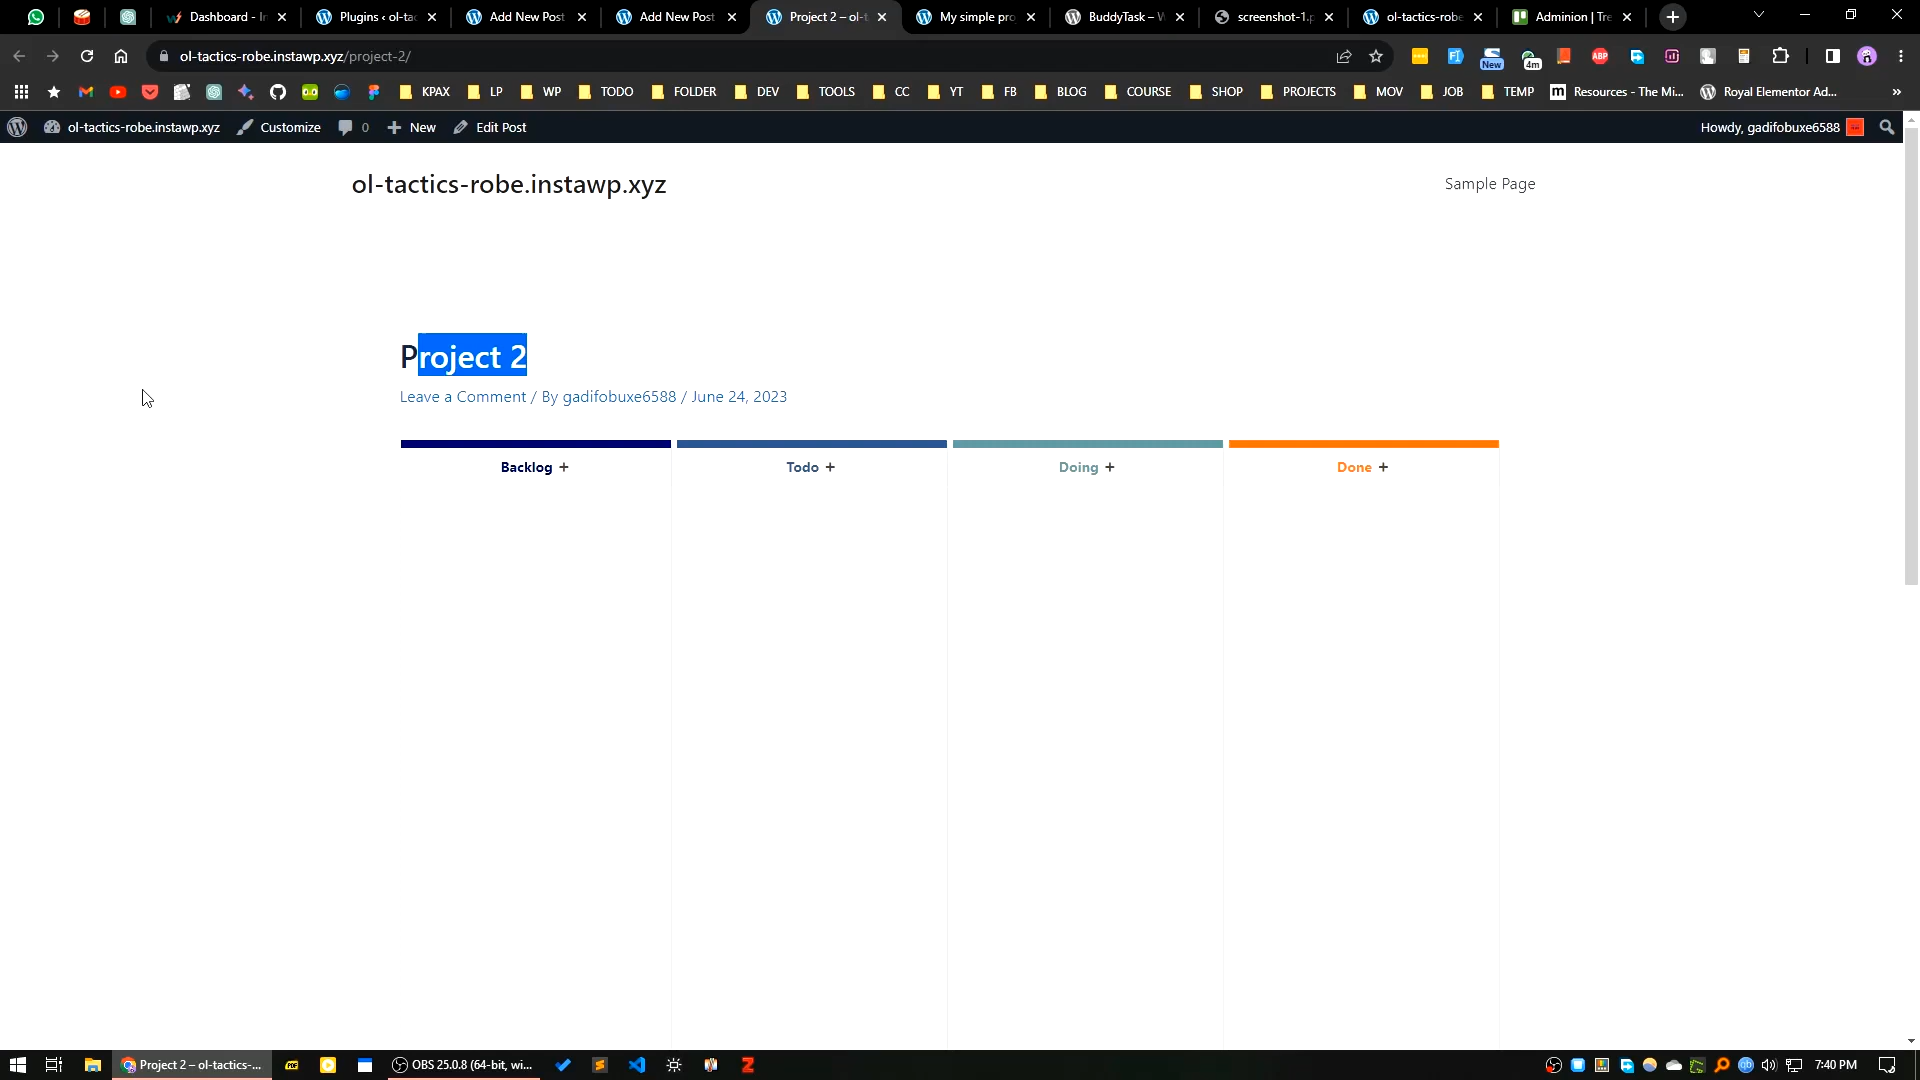 Dashboard - In
Plugins ‹ ol-tac
Add New Post
Add New Post
Project 2 – ol-t
My simple pro
BuddyTask – W
screenshot-1.p
ol-tactics-robe
Adminion | Tre
ol-tactics-robe.instawp.xyz/project-2/
New
4m
ABP
KPAX
LP
WP
TODO
FOLDER
DEV
TOOLS
CC
YT
FB
BLOG
COURSE
SHOP
PROJECTS
MOV
JOB
TEMP
Resources - The Mi...
Royal Elementor Ad...
»
ol-tactics-robe.instawp.xyz
Customize
0
+ New
Edit Post
Howdy, gadifobuxe6588
ol-tactics-robe.instawp.xyz
Sample Page
Project 2
Leave a Comment / By gadifobuxe6588 / June 24, 2023
Backlog +
Todo +
Doing +
Done +
Project 2 – ol-tactics-...
OBS 25.0.8 (64-bit, wi...
7:40 PM